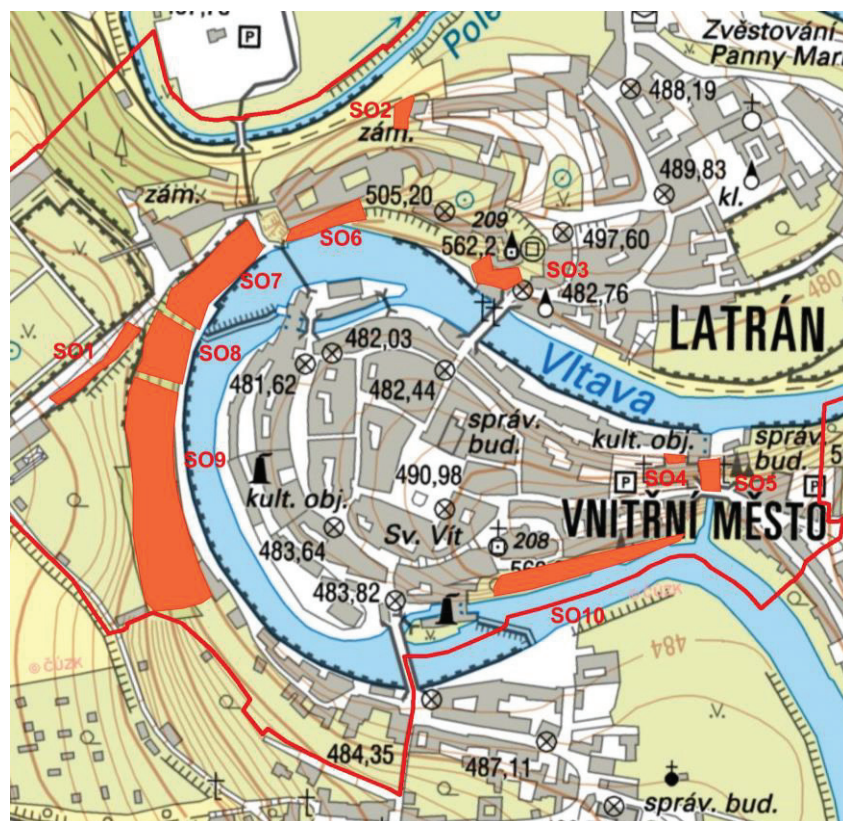 P
Zvěstování
Panny Mar
488,19
SO2
zám.
489,83
kl.
zám.
505,20
209
497,60
562,2
SO6
SO3
SO7
482,76
480
LATRÁN
SO1
SO8
482,03
481,62
482,44
Vltava
správ.
bud.
kult. obj.
správ.
bud.
SO9
SO4
SO5
P
P
490,98
kult. obj.
VNITŘNÍ MĚSTO
Sv. Vít
208
483,64
483,82
© ČÚZK
SO10
484
© ČÚZK
484,35
487,11
správ. bud.